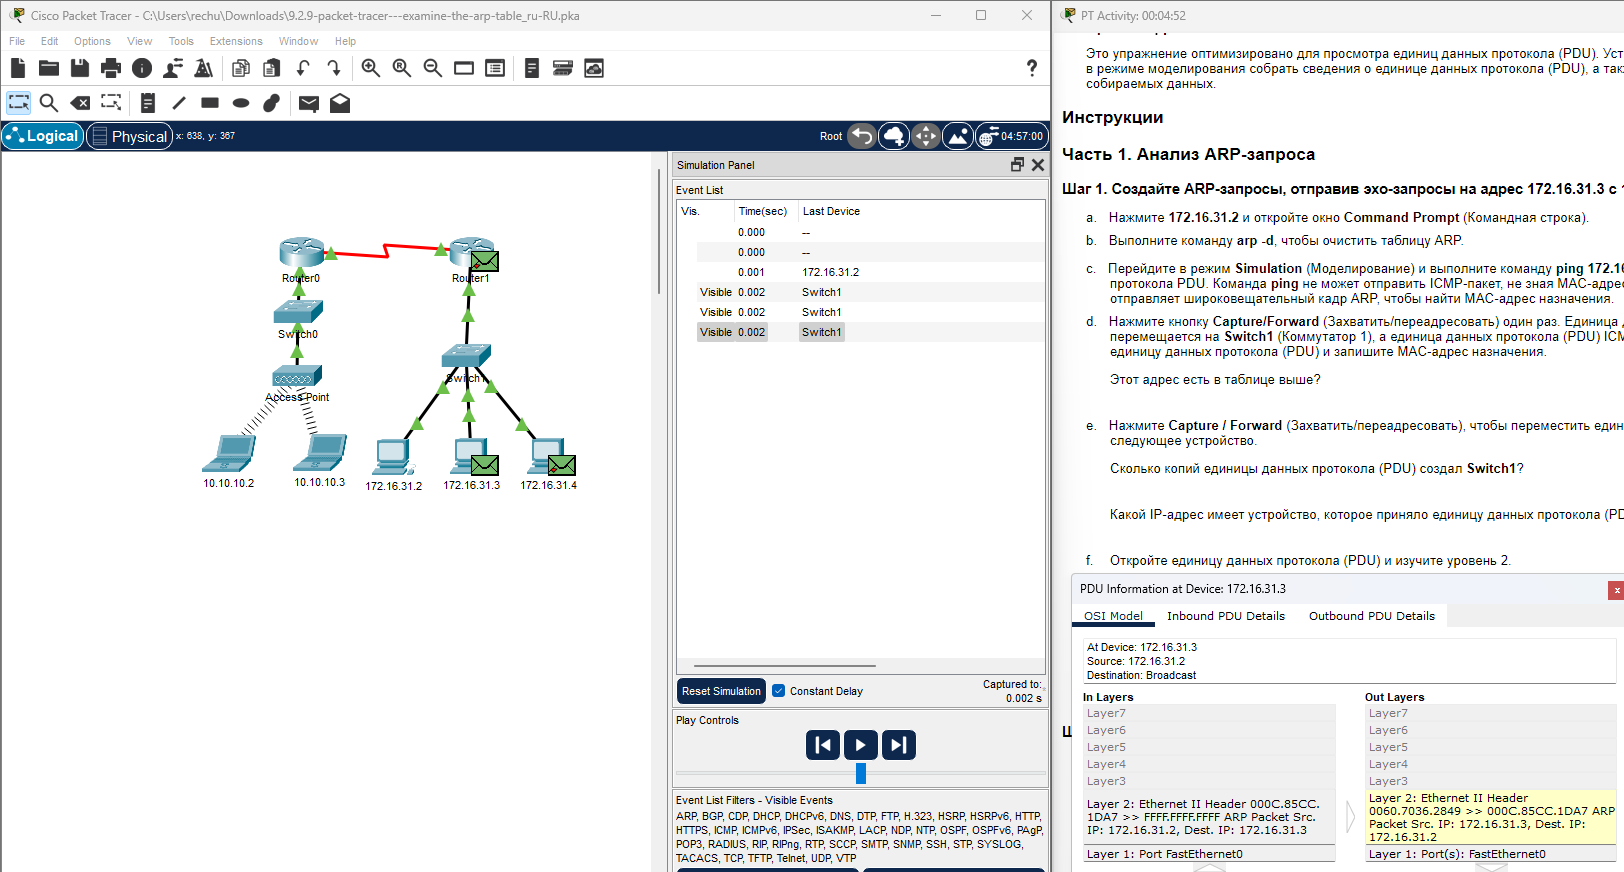 Cisco Packet Tracer - C:\Users\rechu\Downloads\9.2.9-packet-tracer---examine-the-arp-table_ru-RU.pka
File Edit Options View Tools Extensions Window Help
Logical Physical x: 638, y: 367 Root 04:57:00
Router0
Router1
Switch0
Switch1
Access Point
10.10.10.2
10.10.10.3
172.16.31.2
172.16.31.3
172.16.31.4
Simulation Panel
Event List
Vis. Time(sec) Last Device
0.000 --
0.000 --
0.001 172.16.31.2
Visible 0.002 Switch1
Visible 0.002 Switch1
Visible 0.002 Switch1
Reset Simulation Constant Delay Captured to:
0.002 s
Play Controls
Event List Filters - Visible Events
ARP, BGP, CDP, DHCP, DHCPv6, DNS, DTP, FTP, H.323, HSRP, HSRPv6, HTTP,
HTTPS, ICMP, ICMPv6, IPSec, ISAKMP, LACP, NDP, NTP, OSPF, OSPFv6, PAgP,
POP3, RADIUS, RIP, RIPng, RTP, SCCP, SMTP, SNMP, SSH, STP, SYSLOG,
TACACS, TCP, TFTP, Telnet, UDP, VTP
PT Activity: 00:04:52
Это упражнение оптимизировано для просмотра единиц данных протокола (PDU). Уст
в режиме моделирования собрать сведения о единице данных протокола (PDU), а так
собираемых данных.
Инструкции
Часть 1. Анализ ARP-запроса
Шаг 1. Создайте ARP-запросы, отправив эхо-запросы на адрес 172.16.31.3 с 1
a. Нажмите 172.16.31.2 и откройте окно Command Prompt (Командная строка).
b. Выполните команду arp -d, чтобы очистить таблицу ARP.
c. Перейдите в режим Simulation (Моделирование) и выполните команду ping 172.16
протокола PDU. Команда ping не может отправить ICMP-пакет, не зная MAC-адрес
отправляет широковещательный кадр ARP, чтобы найти MAC-адрес назначения.
d. Нажмите кнопку Capture/Forward (Захватить/переадресовать) один раз. Единица д
перемещается на Switch1 (Коммутатор 1), а единица данных протокола (PDU) ICM
единицу данных протокола (PDU) и запишите MAC-адрес назначения.
Этот адрес есть в таблице выше?
e. Нажмите Capture / Forward (Захватить/переадресовать), чтобы переместить един
следующее устройство.
Сколько копий единицы данных протокола (PDU) создал Switch1?
Какой IP-адрес имеет устройство, которое приняло единицу данных протокола (PD
f. Откройте единицу данных протокола (PDU) и изучите уровень 2.
PDU Information at Device: 172.16.31.3
OSI Model Inbound PDU Details Outbound PDU Details
At Device: 172.16.31.3
Source: 172.16.31.2
Destination: Broadcast
In Layers
Layer7
Layer6
Layer5
Layer4
Layer3
Layer 2: Ethernet II Header 000C.85CC.
1DA7 >> FFFF.FFFF.FFFF ARP Packet Src.
IP: 172.16.31.2, Dest. IP: 172.16.31.3
Layer 1: Port FastEthernet0
Out Layers
Layer7
Layer6
Layer5
Layer4
Layer3
Layer 2: Ethernet II Header
0060.7036.2849 >> 000C.85CC.1DA7 ARP
Packet Src. IP: 172.16.31.3, Dest. IP:
172.16.31.2
Layer 1: Port(s): FastEthernet0